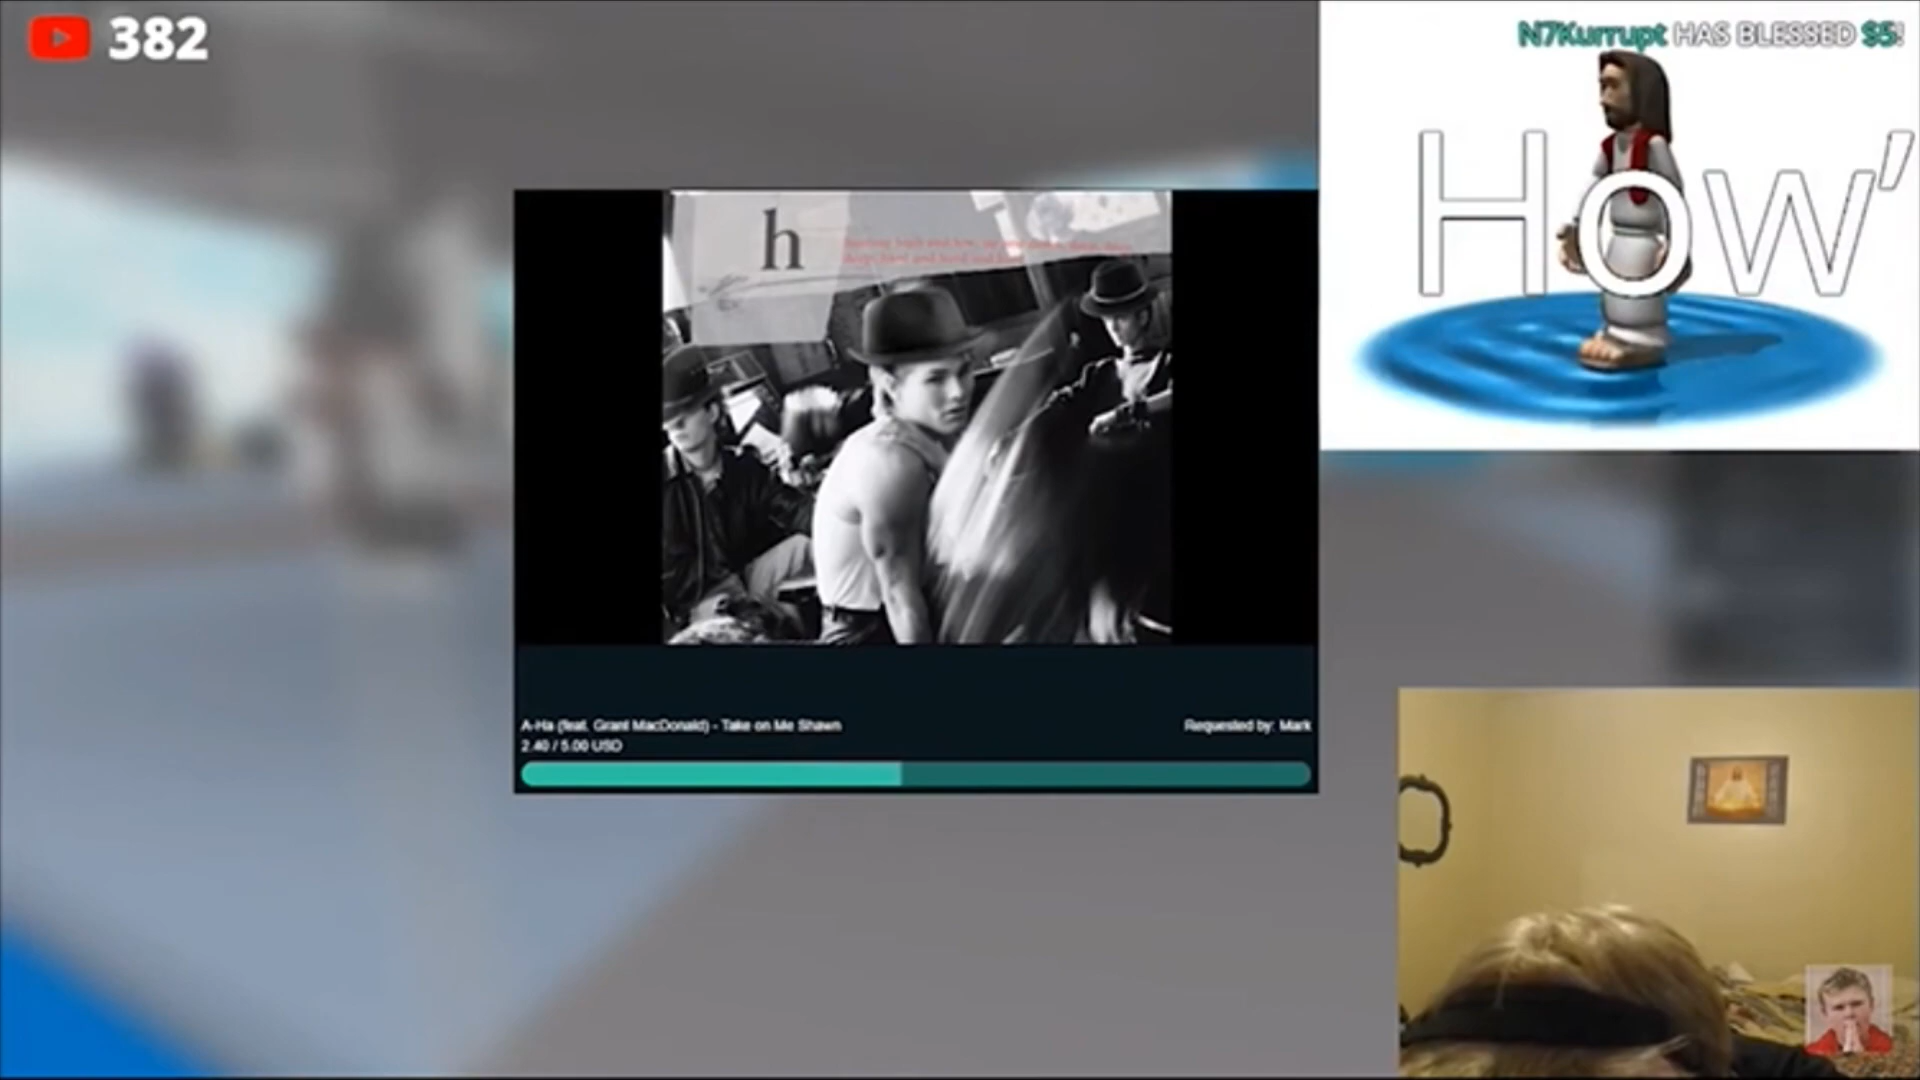 382
N7Kurrupt HAS BLESSED $5!
How'
h
A-Ha (feat. Grant MacDonald) - Take on Me Shawn
Requested by: Mark
2.40 / 5.00 USD